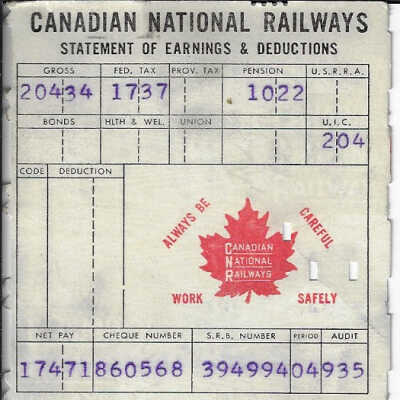 CANADIAN NATIONAL RAILWAYS
STATEMENT OF EARNINGS & DEDUCTIONS
GROSS FED. TAX PROV. TAX PENSION U.S.R.R.A.
20434 1737 1022
BONDS HLTH & WEL. UNION U.I.C.
204
CODE DEDUCTION
ALWAYS BE CAREFUL
CANADIAN
NATIONAL
RAILWAYS
WORK SAFELY
NET PAY CHEQUE NUMBER S.R.B. NUMBER PERIOD AUDIT
17471860568 39499404935